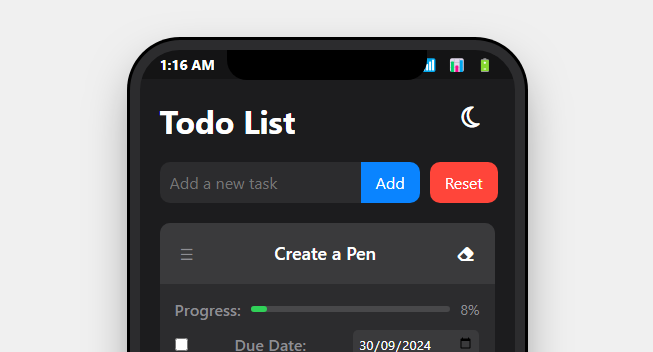 1:16 AM
Todo List
Add a new task Add Reset
Create a Pen
Progress: 8%
Due Date: 30/09/2024